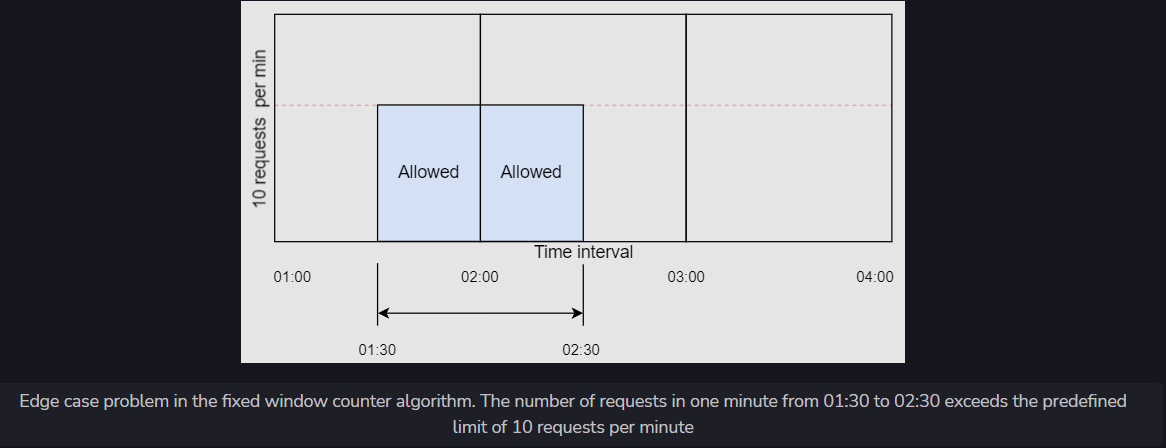 10 requests per min
Allowed
Allowed
Time interval
01:00
02:00
03:00
04:00
01:30
02:30
Edge case problem in the fixed window counter algorithm. The number of requests in one minute from 01:30 to 02:30 exceeds the predefined
limit of 10 requests per minute